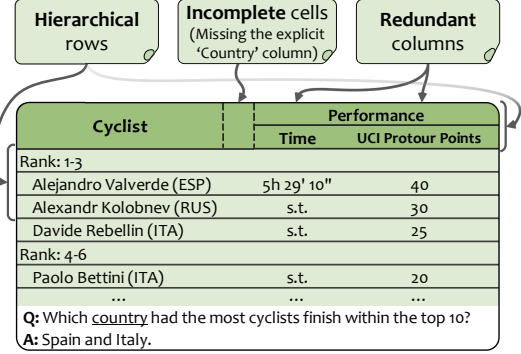 Hierarchical
rows
Incomplete cells
(Missing the explicit
'Country' column)
Redundant
columns
Cyclist
Performance
Time UCI Protour Points
Rank: 1-3
Alejandro Valverde (ESP) 5h 29' 10" 40
Alexandr Kolobnev (RUS) s.t. 30
Davide Rebellin (ITA) s.t. 25
Rank: 4-6
Paolo Bettini (ITA) s.t. 20
... ... ...
Q: Which country had the most cyclists finish within the top 10?
A: Spain and Italy.